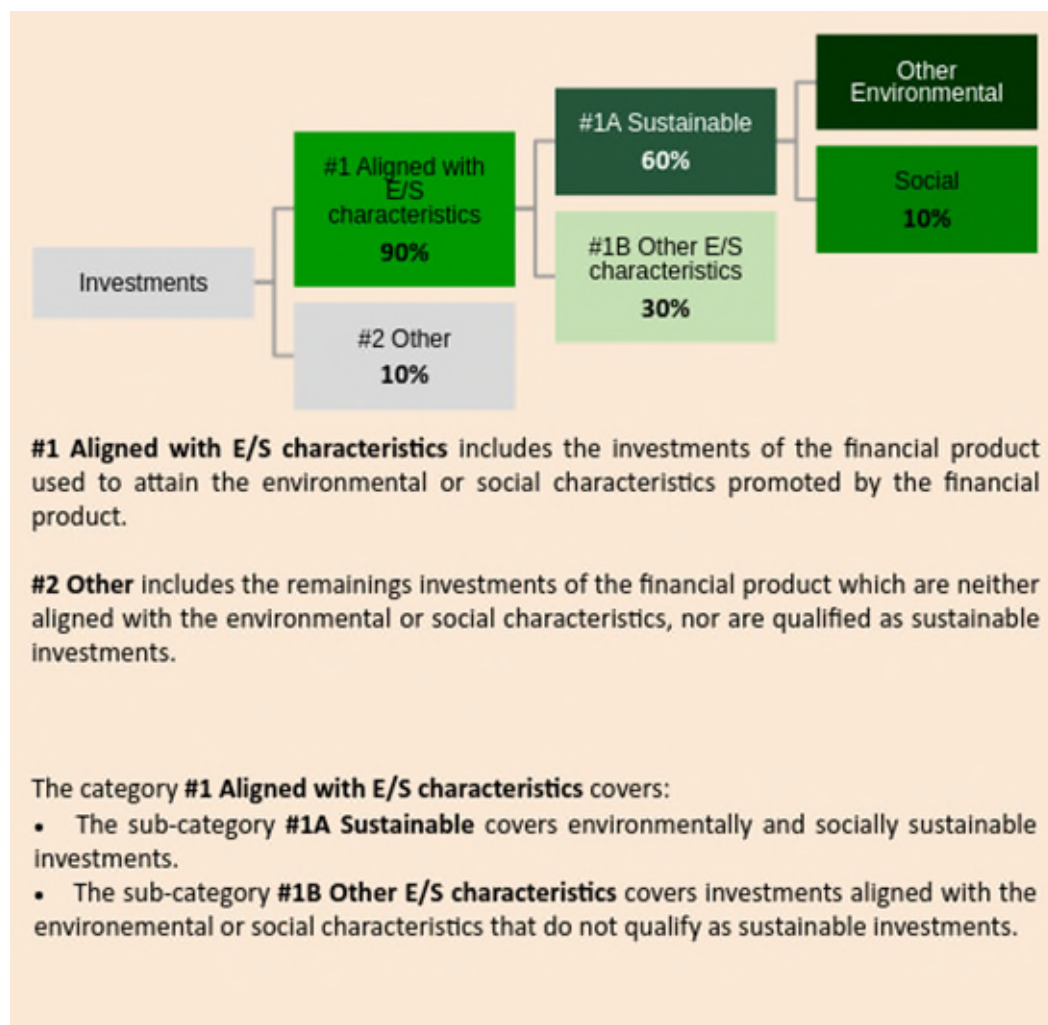 Investments
#1 Aligned with
E/S
characteristics
90%
#2 Other
10%
#1A Sustainable
60%
#1B Other E/S
characteristics
30%
Other
Environmental
Social
10%
#1 Aligned with E/S characteristics includes the investments of the financial product
used to attain the environmental or social characteristics promoted by the financial
product.
#2 Other includes the remainings investments of the financial product which are neither
aligned with the environmental or social characteristics, nor are qualified as sustainable
investments.
The category #1 Aligned with E/S characteristics covers:
• The sub-category #1A Sustainable covers environmentally and socially sustainable
investments.
• The sub-category #1B Other E/S characteristics covers investments aligned with the
environemental or social characteristics that do not qualify as sustainable investments.